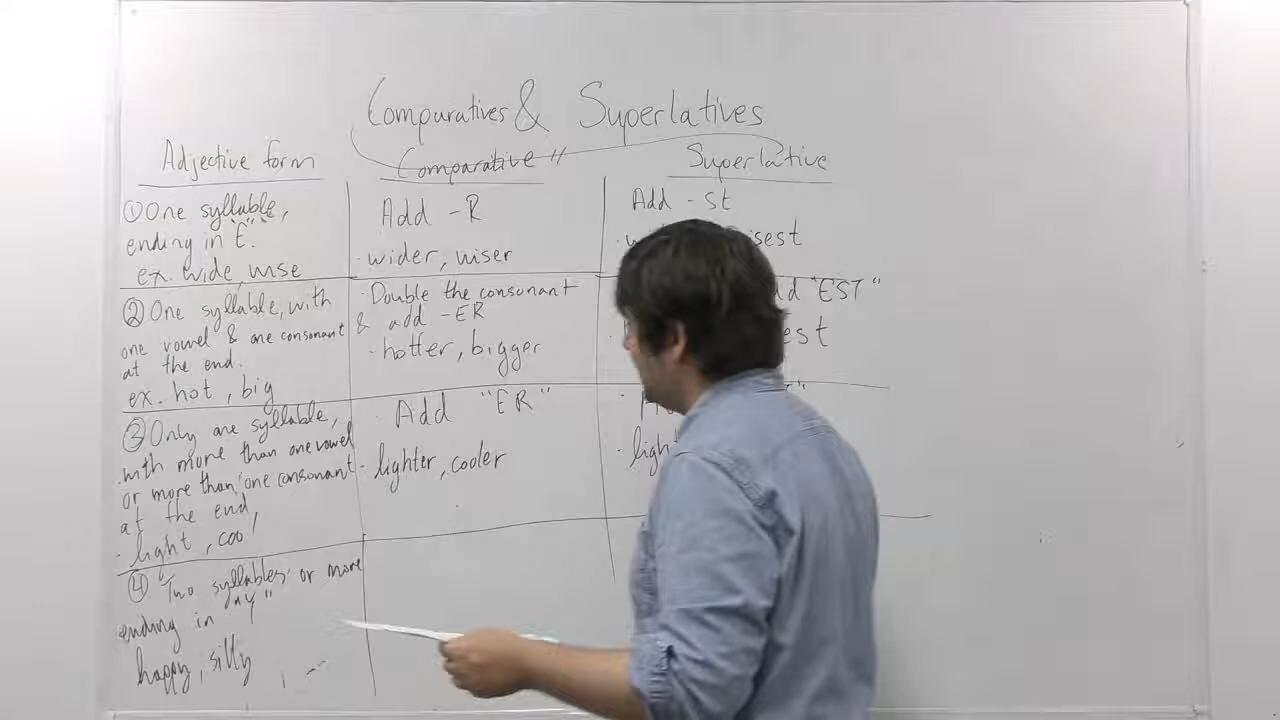 Comparatives & Superlatives
Adjective form
Comparative
Superlative
① One syllable,
ending in "E".
ex. wide, wise
Add -R
· wider, wiser
Add - St
isest
② One syllable, with
one vowel & one consonant
at the end.
ex. hot, big
· Double the consonant
& add -ER
· hotter, bigger
"EST"
est
③ Only one syllable,
with more than one vowel
or more than one consonant
at the end,
· light, cool
· Add "ER"
· lighter, cooler
· ligh
④ Two syllables or more
ending in "Y"
happy, silly